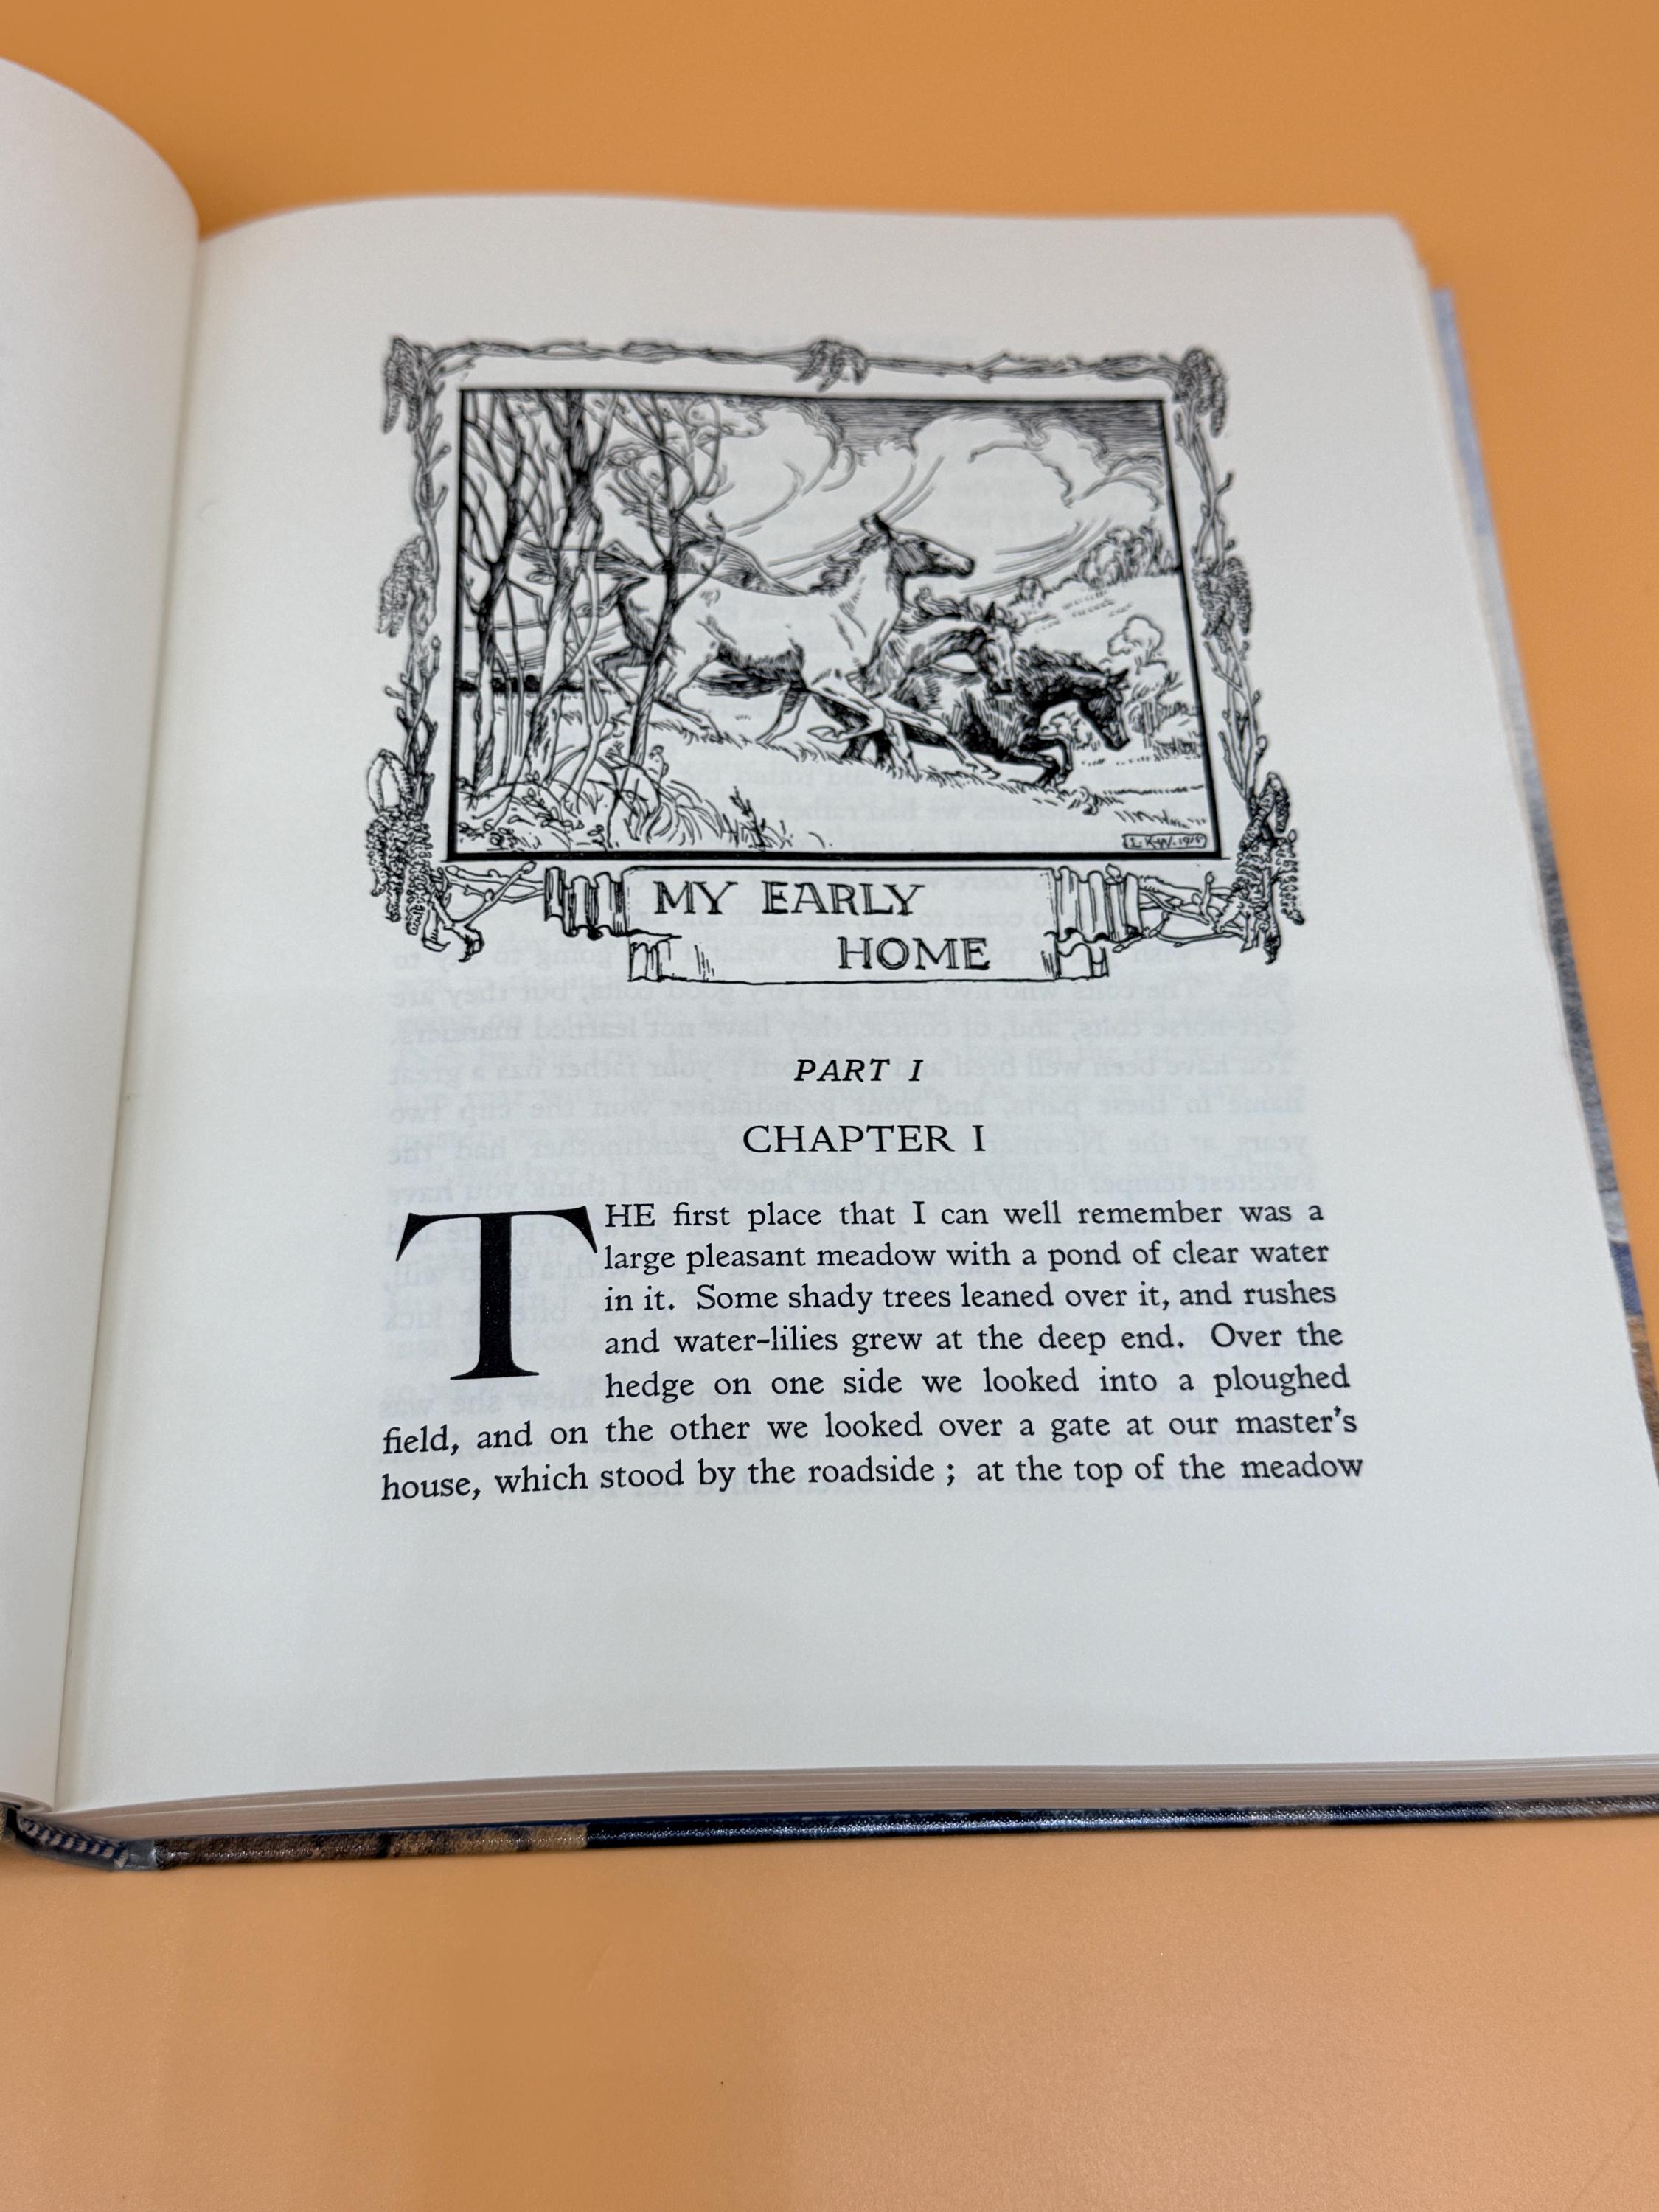 L.K.W. 1915
MY EARLY
HOME
PART I
CHAPTER I
THE first place that I can well remember was a
large pleasant meadow with a pond of clear water
in it. Some shady trees leaned over it, and rushes
and water-lilies grew at the deep end. Over the
hedge on one side we looked into a ploughed
field, and on the other we looked over a gate at our master's
house, which stood by the roadside ; at the top of the meadow